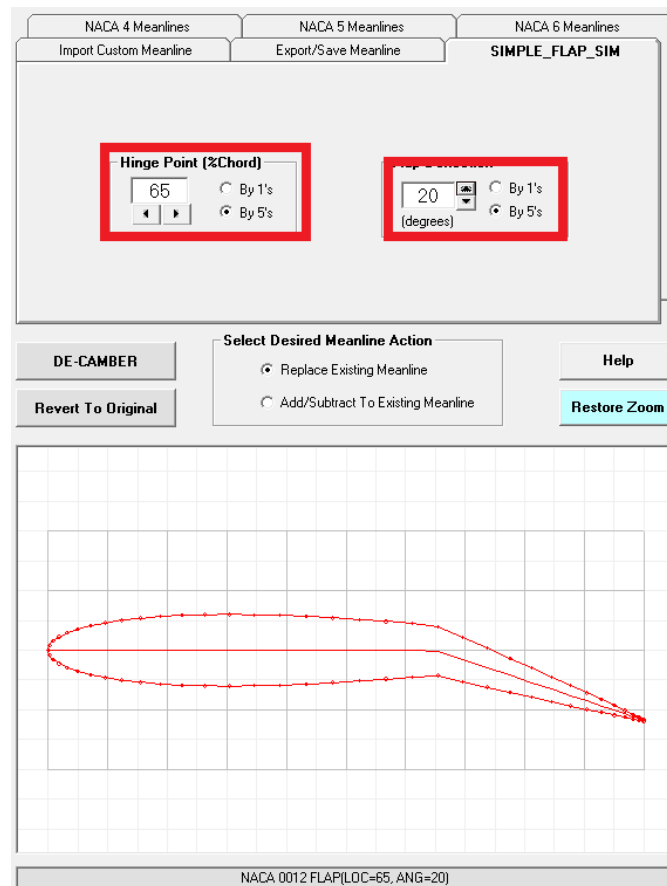 NACA 4 Meanlines NACA 5 Meanlines NACA 6 Meanlines
Import Custom Meanline Export/Save Meanline SIMPLE_FLAP_SIM
Hinge Point (%Chord)
65
By 1's
By 5's
20
(degrees)
By 1's
By 5's
Select Desired Meanline Action
DE-CAMBER
Replace Existing Meanline
Help
Revert To Original
Add/Subtract To Existing Meanline
Restore Zoom
NACA 0012 FLAP(LOC=65, ANG=20)